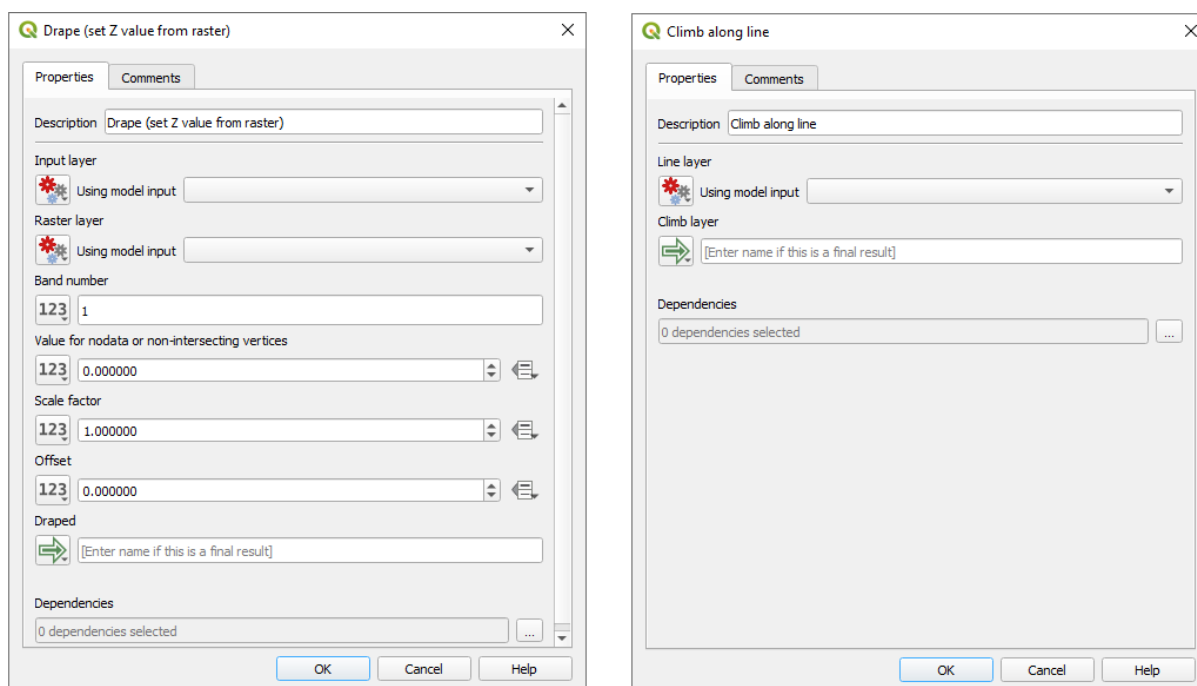 Drape (set Z value from raster)
Properties Comments
Description Drape (set Z value from raster)
Input layer
Using model input
Raster layer
Using model input
Band number
123 1
Value for nodata or non-intersecting vertices
123 0.000000
Scale factor
123 1.000000
Offset
123 0.000000
Draped
[Enter name if this is a final result]
Dependencies
0 dependencies selected ...
OK Cancel Help
Climb along line
Properties Comments
Description Climb along line
Line layer
Using model input
Climb layer
[Enter name if this is a final result]
Dependencies
0 dependencies selected ...
OK Cancel Help